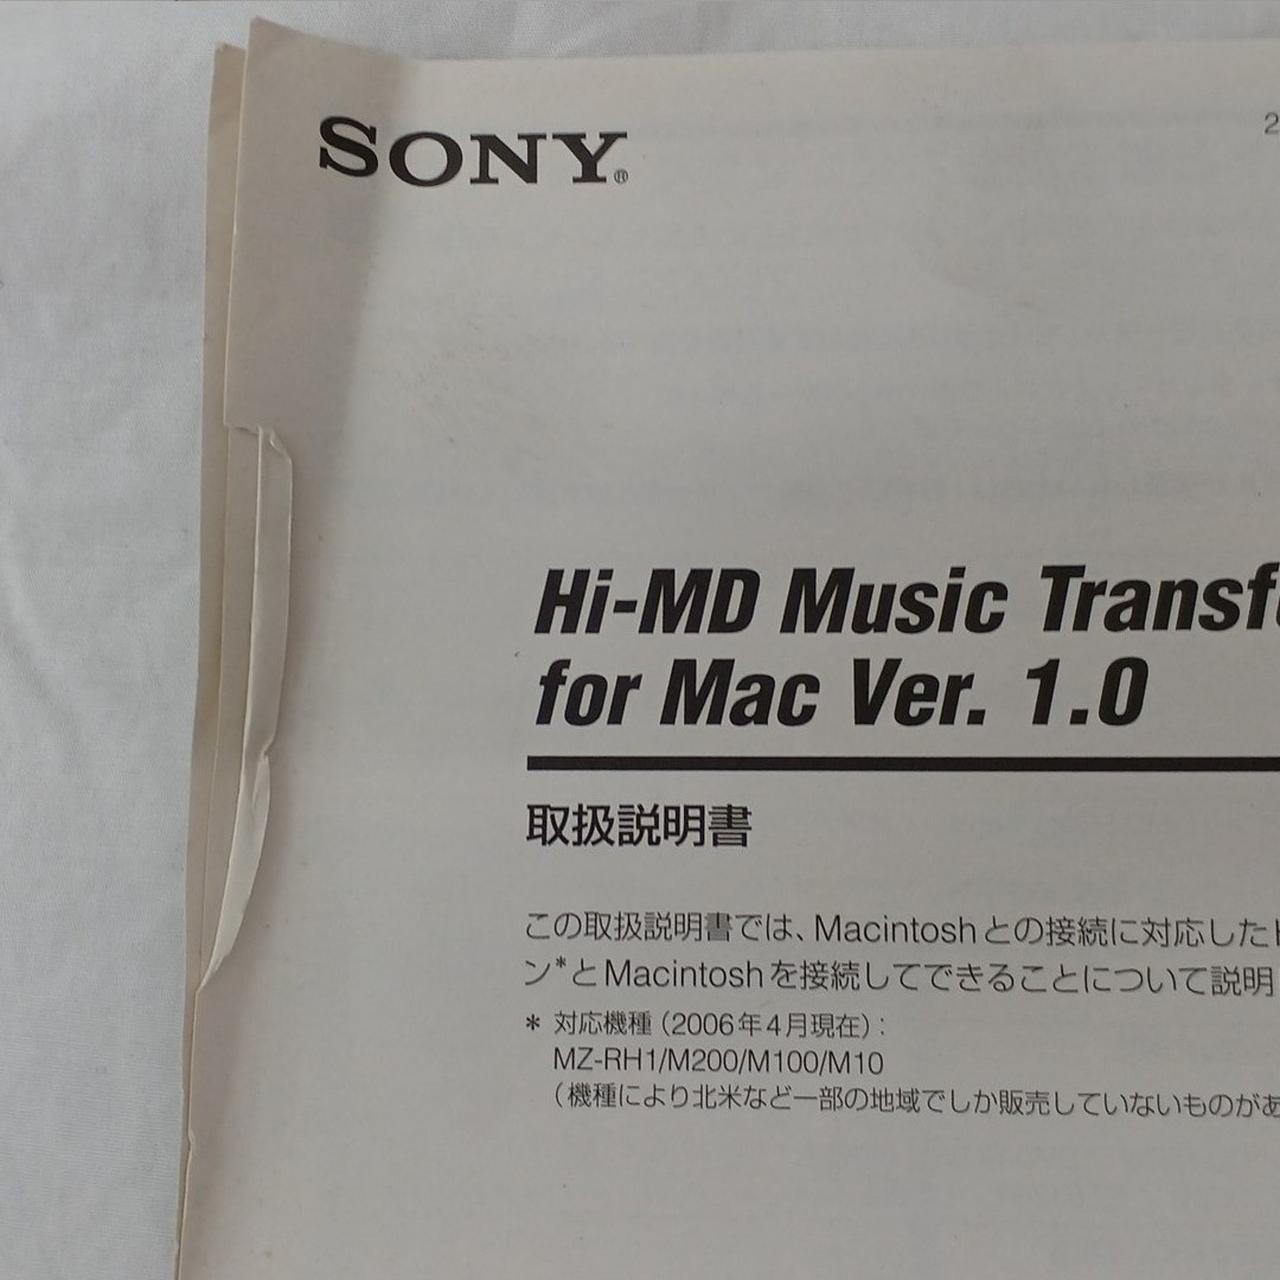 SONY®
2
Hi-MD Music Transf
for Mac Ver. 1.0
取扱説明書
この取扱説明書では、Macintoshとの接続に対応した
ン*とMacintoshを接続してできることについて説明
* 対応機種（2006年4月現在）:
MZ-RH1/M200/M100/M10
（機種により北米など一部の地域でしか販売していないものがあ